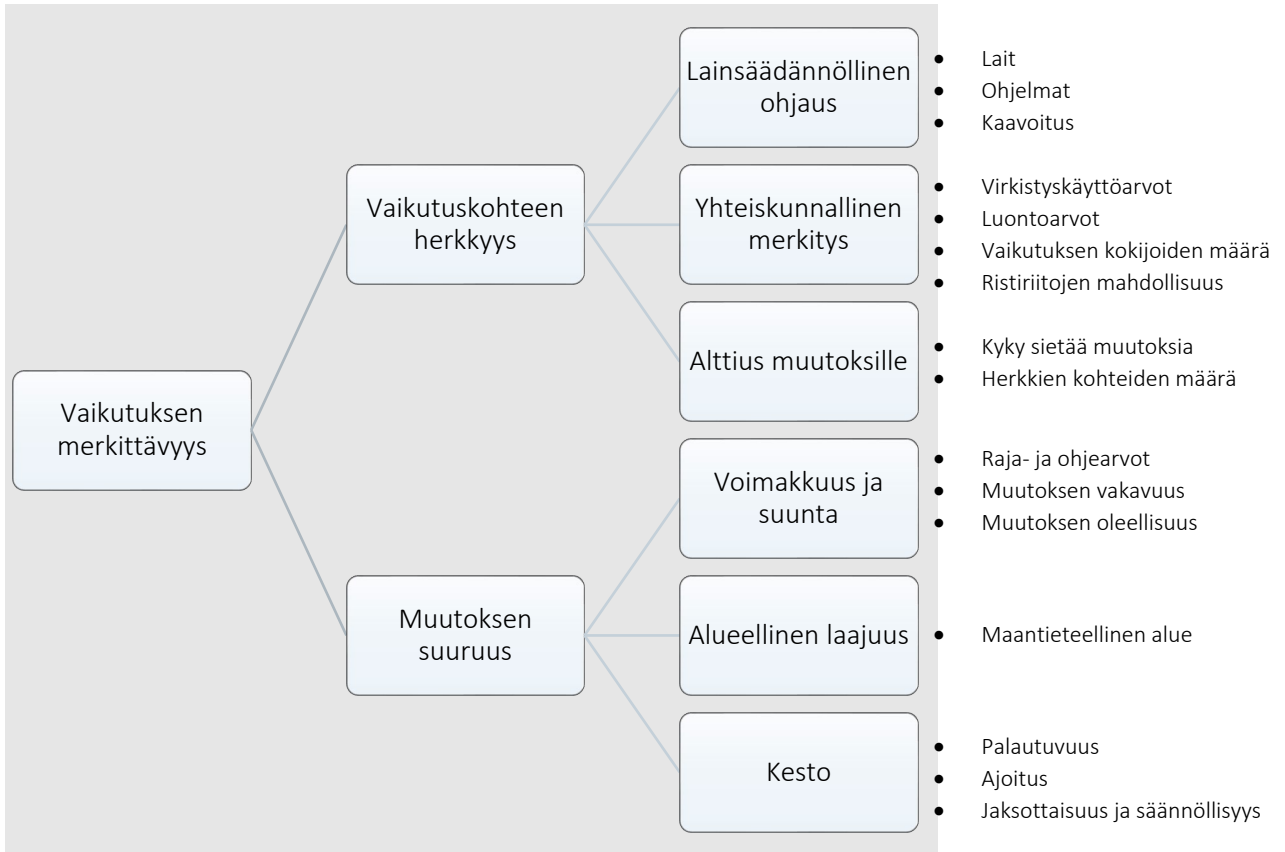 Vaikutuksen
merkittävyys
Vaikutuskohteen
herkkyys
Lainsäädännöllinen
ohjaus
• Lait
• Ohjelmat
• Kaavoitus
Yhteiskunnallinen
merkitys
• Virkistyskäyttöarvot
• Luontoarvot
• Vaikutuksen kokijoiden määrä
• Ristiriitojen mahdollisuus
Alttius muutoksille
• Kyky sietää muutoksia
• Herkkien kohteiden määrä
Muutoksen
suuruus
Voimakkuus ja
suunta
• Raja- ja ohjearvot
• Muutoksen vakavuus
• Muutoksen oleellisuus
Alueellinen laajuus
• Maantieteellinen alue
Kesto
• Palautuvuus
• Ajoitus
• Jaksottaisuus ja säännöllisyys